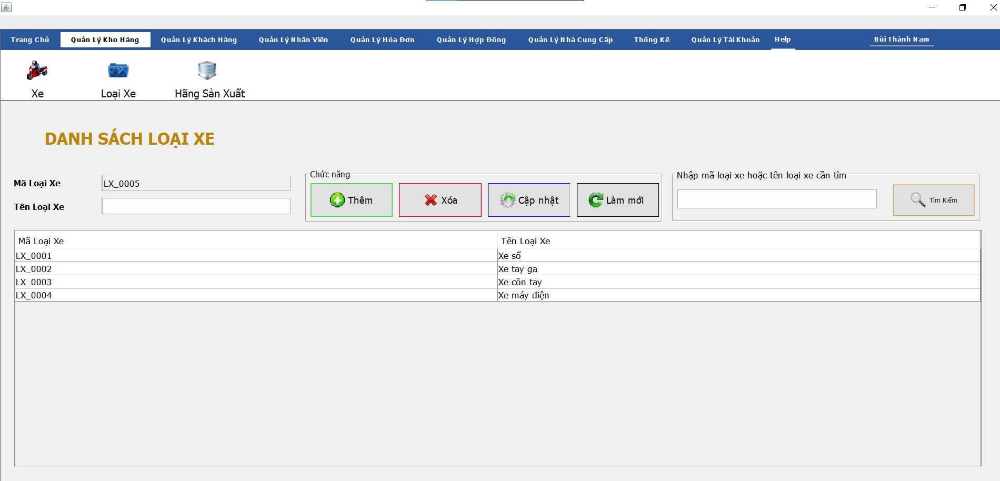 Trang Chủ Quản Lý Kho Hàng Quản Lý Khách Hàng Quản Lý Nhân Viên Quản Lý Hóa Đơn Quản Lý Hợp Đồng Quản Lý Nhà Cung Cấp Thống Kê Quản Lý Tài Khoản Help Bùi Thành Nam
Xe Loại Xe Hãng Sản Xuất
DANH SÁCH LOẠI XE
Mã Loại Xe LX_0005
Tên Loại Xe
Chức năng
Thêm Xóa Cập nhật Làm mới
Nhập mã loại xe hoặc tên loại xe cần tìm
Tìm Kiếm
Mã Loại Xe Tên Loại Xe
LX_0001 Xe số
LX_0002 Xe tay ga
LX_0003 Xe côn tay
LX_0004 Xe máy điện